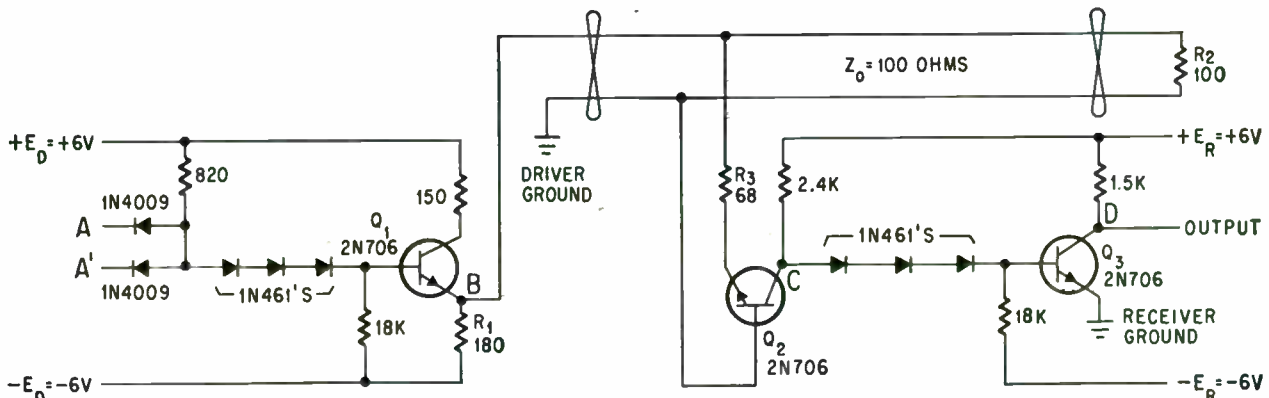 Z₀=100 OHMS
R2
100
+E_D=+6V
820
1N4009
A
A'
1N4009
1N461'S
150
Q₁
2N706
B
18K
R₁
180
-E_D=-6V
DRIVER
GROUND
R₃
68
2.4K
C
Q₂
2N706
1N461'S
+E_R=+6V
1.5K
D
OUTPUT
Q₃
2N706
18K
RECEIVER
GROUND
-E_R=-6V